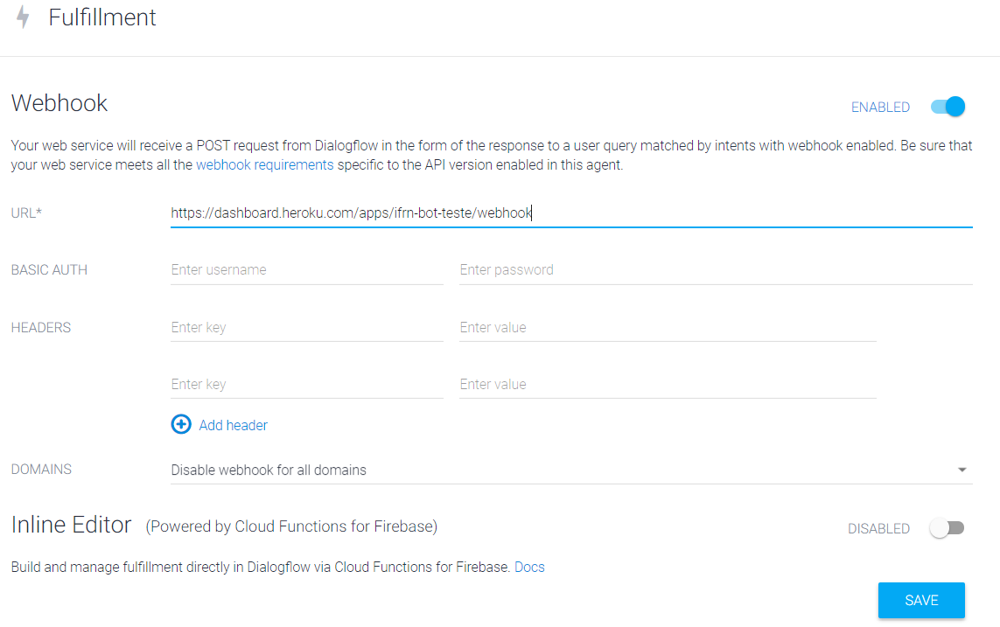 Fulfillment
Webhook
ENABLED
Your web service will receive a POST request from Dialogflow in the form of the response to a user query matched by intents with webhook enabled. Be sure that
your web service meets all the webhook requirements specific to the API version enabled in this agent.
URL* https://dashboard.heroku.com/apps/ifrn-bot-teste/webhook
BASIC AUTH Enter username Enter password
HEADERS Enter key Enter value
Enter key Enter value
Add header
DOMAINS Disable webhook for all domains
Inline Editor (Powered by Cloud Functions for Firebase) DISABLED
Build and manage fulfillment directly in Dialogflow via Cloud Functions for Firebase. Docs
SAVE